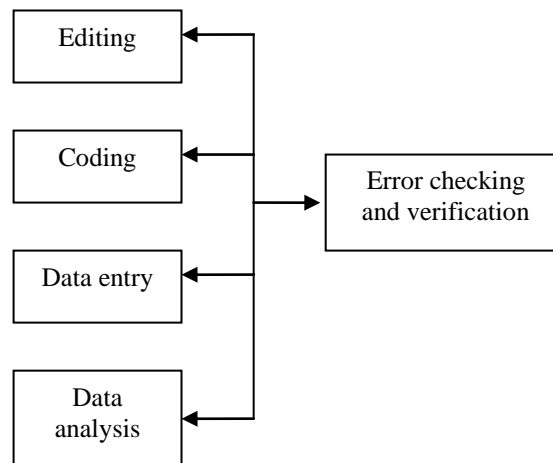 Editing
Coding
Error checking
and verification
Data entry
Data
analysis